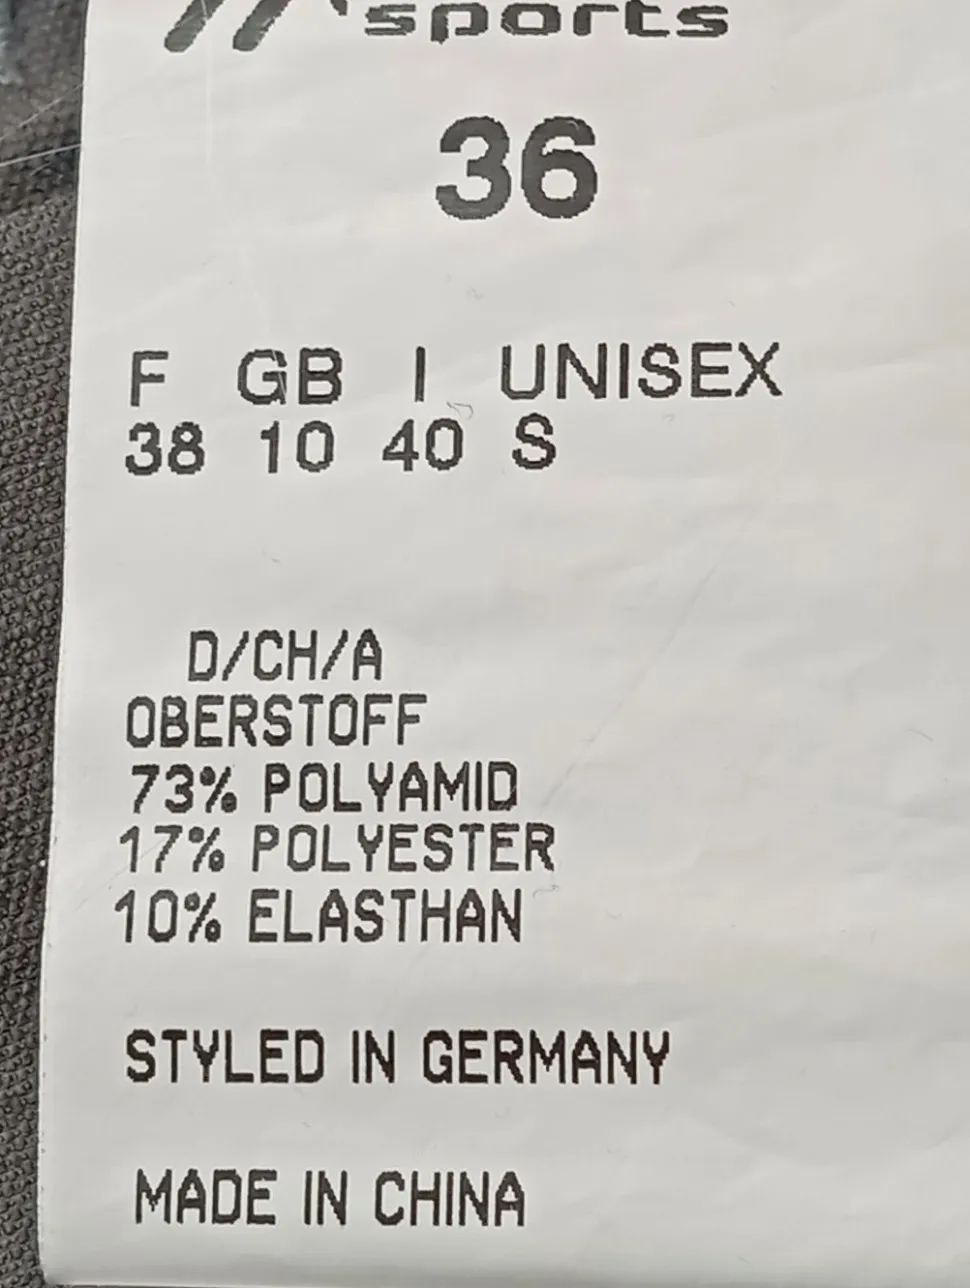 sports
36
F GB I UNISEX
38 10 40 S
D/CH/A
OBERSTOFF
73% POLYAMID
17% POLYESTER
10% ELASTHAN
STYLED IN GERMANY
MADE IN CHINA